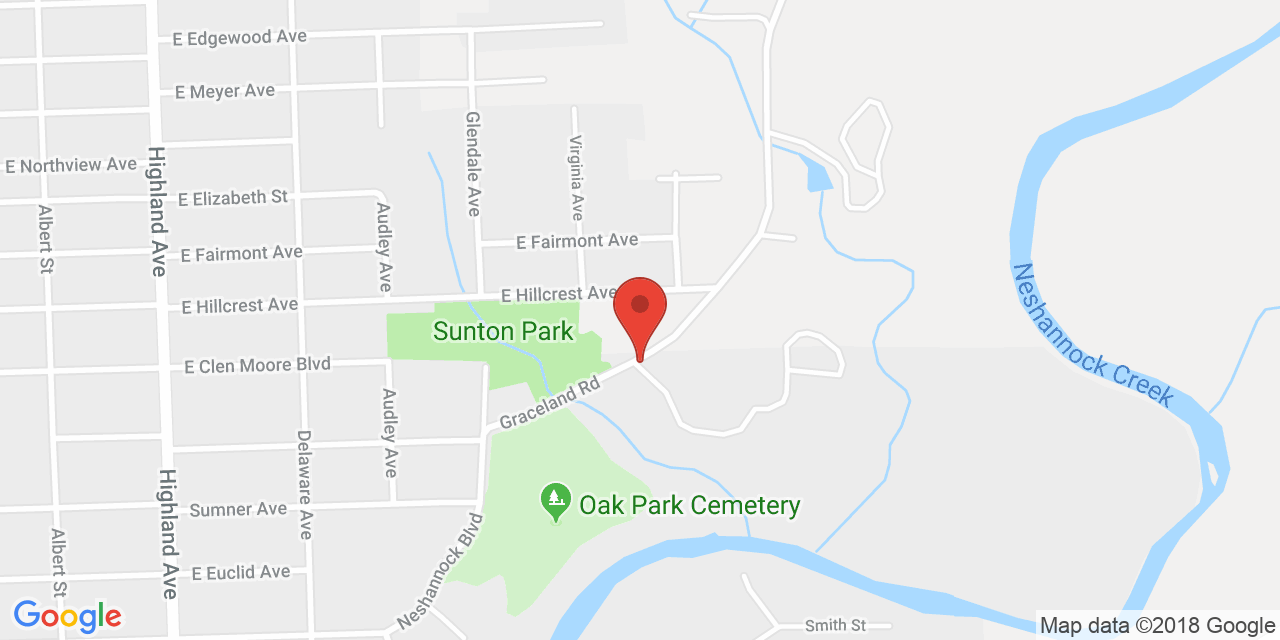 E Edgewood Ave
E Meyer Ave
E Northview Ave
Highland Ave
Glendale Ave
Virginia Ave
E Elizabeth St
Albert St
Audley Ave
E Fairmont Ave
E Fairmont Ave
Neshannock Creek
E Hillcrest Ave
E Hillcrest Ave
Sunton Park
E Clen Moore Blvd
Graceland Rd
Audley Ave
Delaware Ave
Highland Ave
Oak Park Cemetery
Sumner Ave
Neshannock Blvd
Albert St
E Euclid Ave
Google
Smith St
Map data ©2018 Google